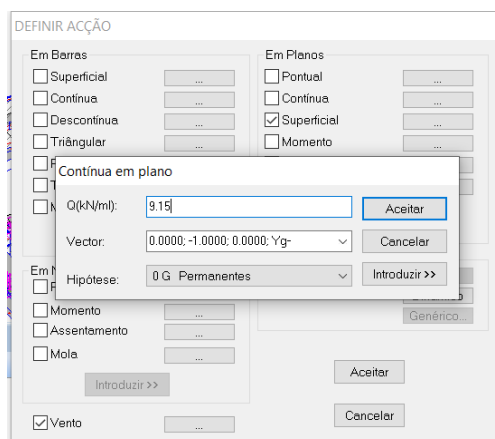 DEFINIR ACÇÃO
Em Barras
Superficial ...
Contínua ...
Descontínua ...
Triângular ...
Em Planos
Pontual ...
Contínua ...
Superficial ...
Momento ...
Contínua em plano
Q(kN/ml): 9.15
Aceitar
Vector: 0.0000; -1.0000; 0.0000; Yg-
Cancelar
Hipótese: 0 G Permanentes
Introduzir >>
Momento ...
Assentamento ...
Mola ...
Introduzir >>
Genérico...
Vento ...
Aceitar
Cancelar